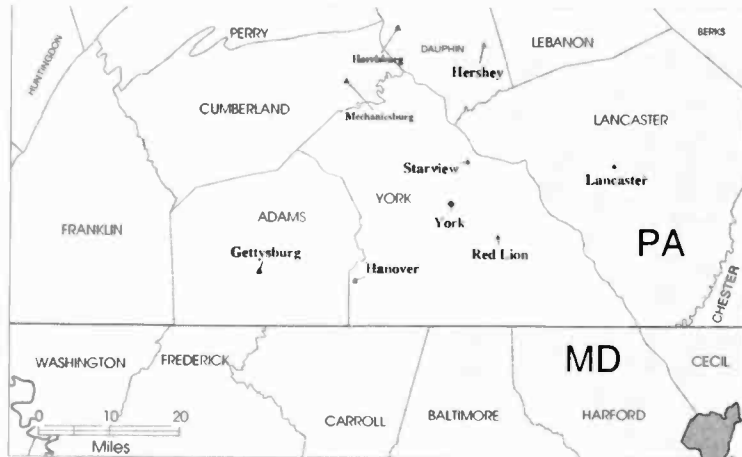 PERRY
HUNTINGDON
Harrisburg
DAUPHIN
LEBANON
BERKS
Hershey
CUMBERLAND
Mechanicsburg
LANCASTER
Starview
Lancaster
YORK
ADAMS
York
FRANKLIN
Gettysburg
Hanover
Red Lion
PA
CHESTER
WASHINGTON
FREDERICK
MD
CECIL
CARROLL
BALTIMORE
HARFORD
0 10 20
Miles